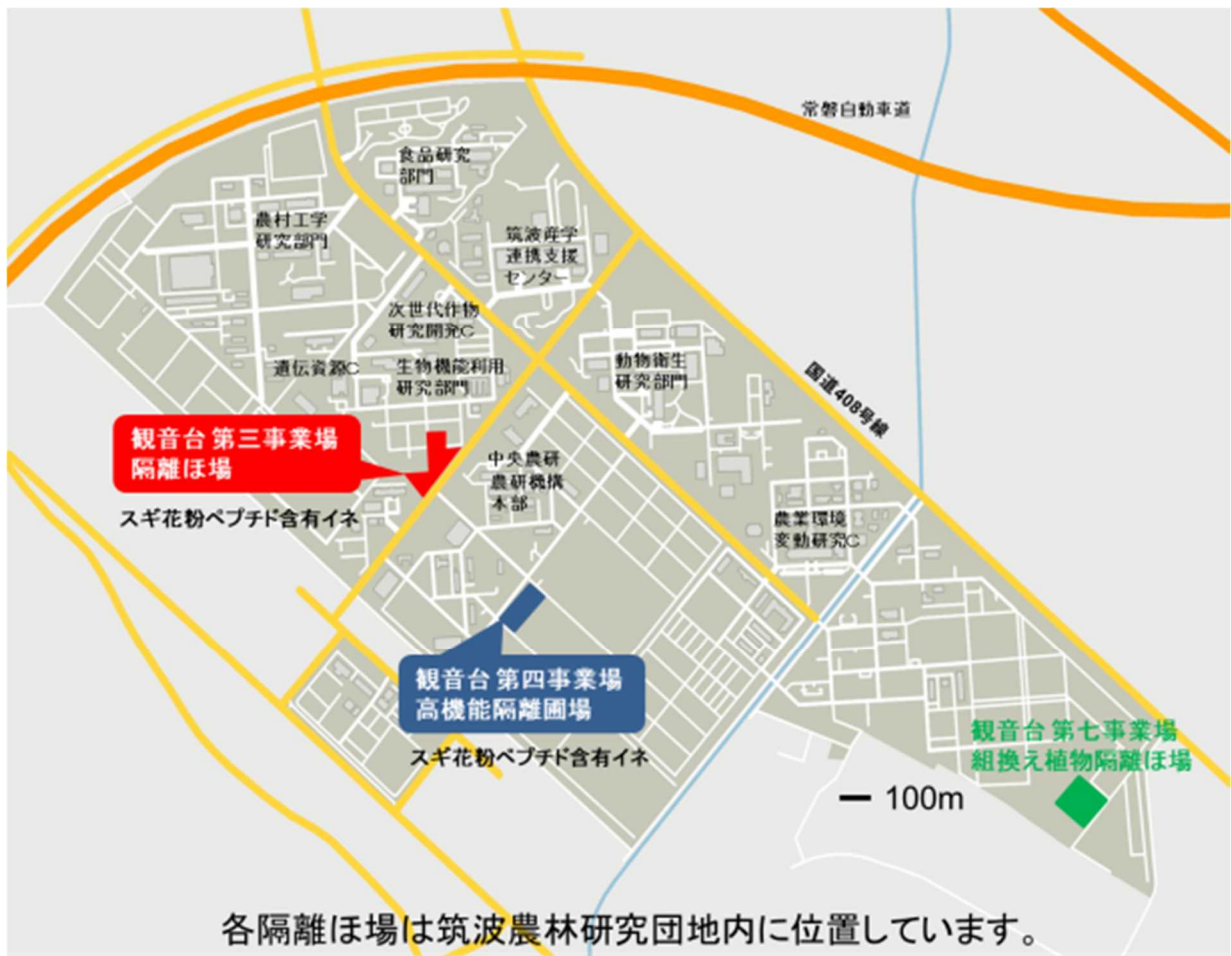 常磐自動車道
食品研究
部門
農村工学
研究部門
筑波産学
連携支援
センター
次世代作物
研究開発C
遺伝資源C
生物機能利用
研究部門
動物衛生
研究部門
国道408号線
観音台 第三事業場
隔離ほ場
スギ花粉ペプチド含有イネ
中央農研
農研機構
本部
農業環境
変動研究C
観音台 第四事業場
高機能隔離圃場
スギ花粉ペプチド含有イネ
観音台 第七事業場
組換え植物隔離ほ場
100m
各隔離ほ場は筑波農林研究団地内に位置しています。